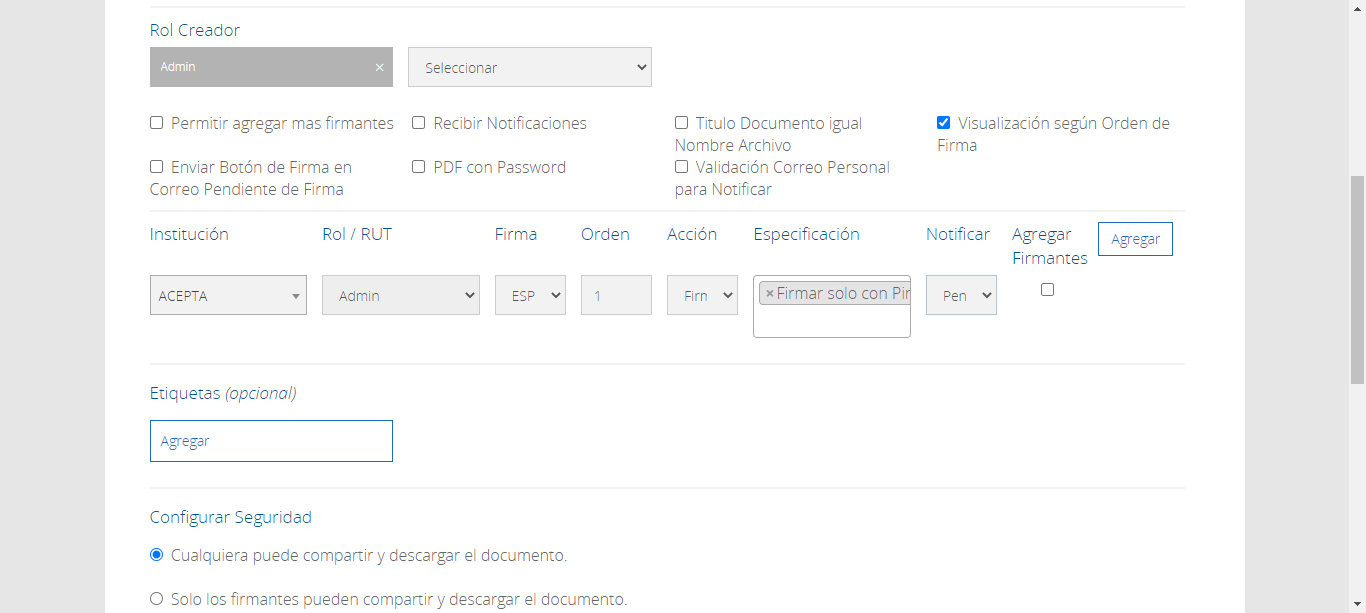 Rol Creador
Admin × Seleccionar
Permitir agregar mas firmantes Recibir Notificaciones Titulo Documento igual Nombre Archivo Visualización según Orden de Firma
Enviar Botón de Firma en Correo Pendiente de Firma PDF con Password Validación Correo Personal para Notificar
Institución Rol / RUT Firma Orden Acción Especificación Notificar Agregar Firmantes Agregar
ACEPTA Admin ESP 1 Firn × Firmar solo con Pin Pen
Etiquetas (opcional)
Agregar
Configurar Seguridad
Cualquiera puede compartir y descargar el documento.
Solo los firmantes pueden compartir y descargar el documento.